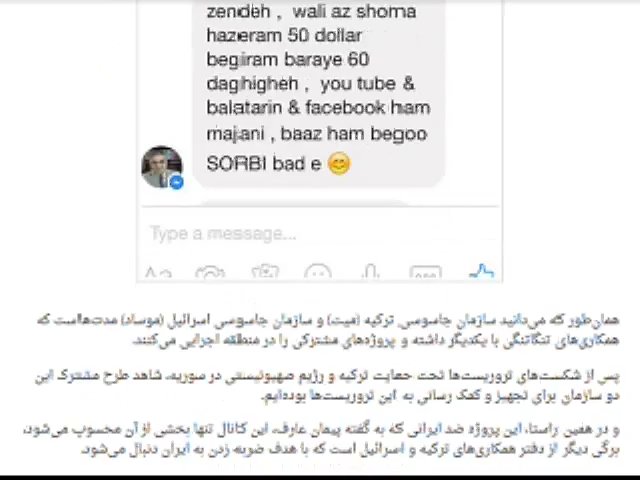 zendeh , wali az shoma
hazeram 50 dollar
begiram baraye 60
daghigheh , you tube &
balatarin & facebook ham
majani , baaz ham begoo
SORBI bad e 😊
Type a message...
Aa
همان‌طور که می‌دانید سازمان جاسوسی ترکیه (میت) و سازمان جاسوسی اسرائیل (موساد) مدت‌هاست که
همکاری‌های تنگاتنگی با یکدیگر داشته و پروژه‌های مشترکی را در منطقه اجرایی می‌کنند.
پس از شکست‌های تروریست‌ها تحت حمایت ترکیه و رژیم صهیونیستی در سوریه، شاهد طرح مشترک این
دو سازمان برای تجهیز و کمک رسانی به این تروریست‌ها بوده‌ایم.
و در همین راستا، این پروژه ضد ایرانی که به گفته پیمان عارف، این کانال تنها بخشی از آن محسوب می‌شود،
برگی دیگر از دفتر همکاری‌های ترکیه و اسرائیل است که با هدف ضربه زدن به ایران دنبال می‌شود.